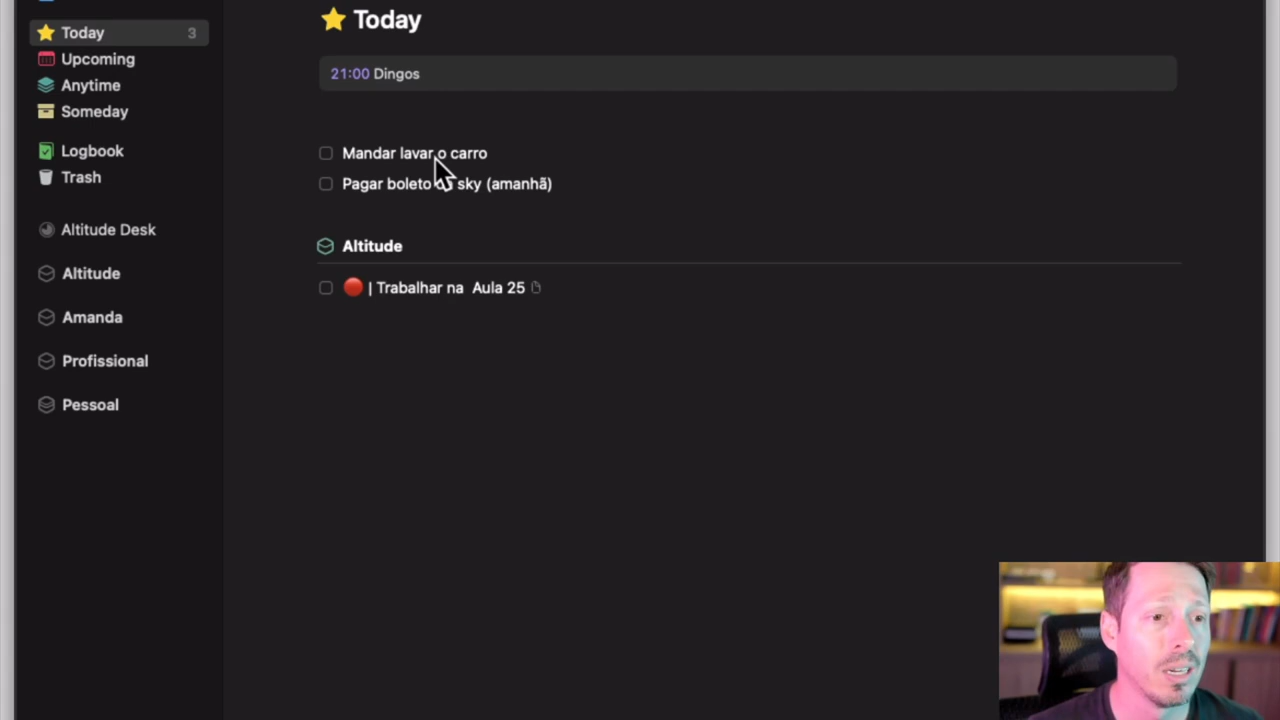 Today 3
Upcoming
Anytime
Someday
Logbook
Trash
Altitude Desk
Altitude
Amanda
Profissional
Pessoal
Today
21:00 Dingos
Mandar lavar o carro
Pagar boleto sky (amanhã)
Altitude
| Trabalhar na Aula 25